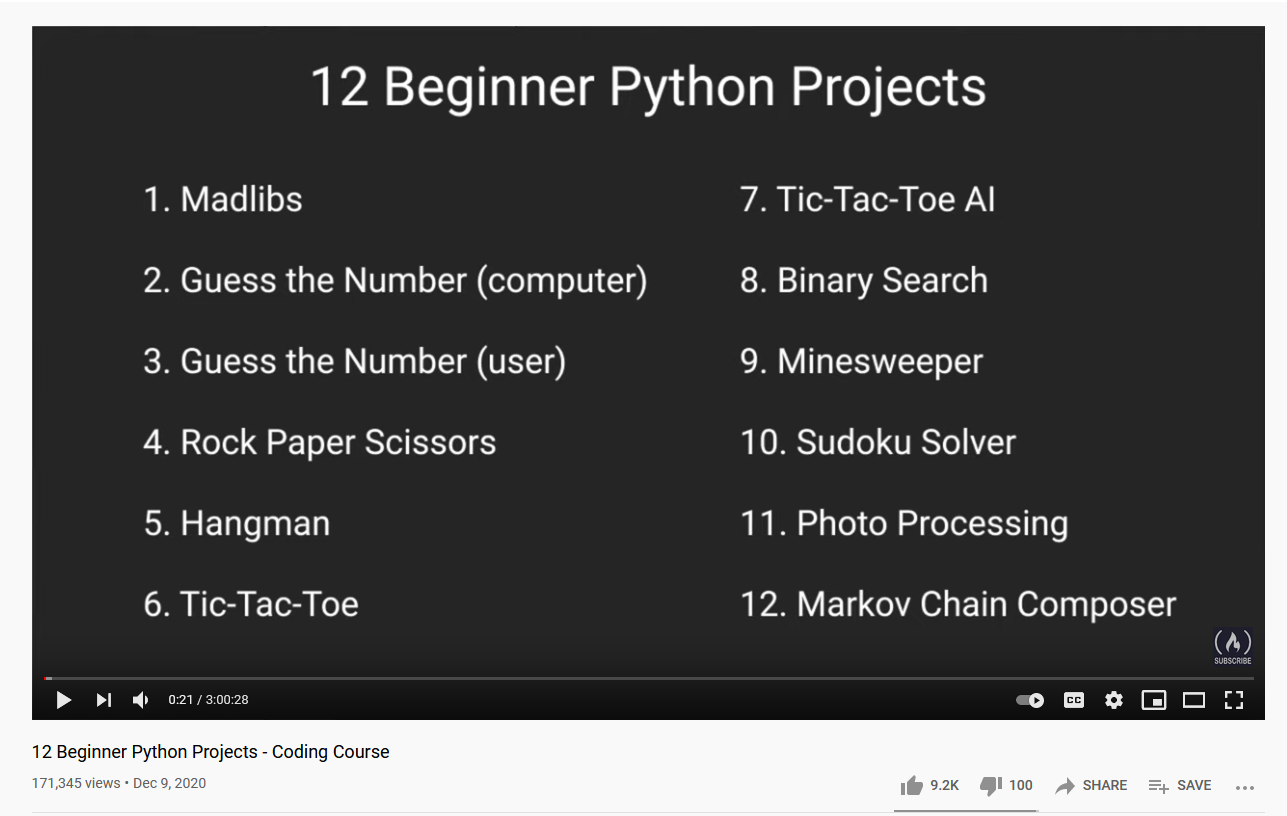 12 Beginner Python Projects
1. Madlibs
2. Guess the Number (computer)
3. Guess the Number (user)
4. Rock Paper Scissors
5. Hangman
6. Tic-Tac-Toe
7. Tic-Tac-Toe AI
8. Binary Search
9. Minesweeper
10. Sudoku Solver
11. Photo Processing
12. Markov Chain Composer
SUBSCRIBE
0:21 / 3:00:28
CC
12 Beginner Python Projects - Coding Course
171,345 views • Dec 9, 2020
9.2K 100 SHARE SAVE